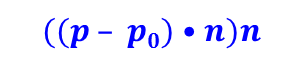 ((p – p₀) • n)n